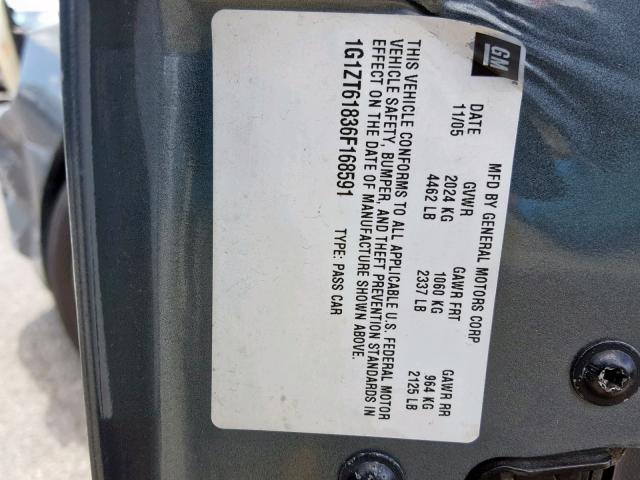 GM
MFD BY GENERAL MOTORS CORP
DATE GVWR GAWR FRT GAWR RR
11/05 2024 KG 1060 KG 964 KG
4462 LB 2337 LB 2125 LB
THIS VEHICLE CONFORMS TO ALL APPLICABLE U.S. FEDERAL MOTOR
VEHICLE SAFETY, BUMPER, AND THEFT PREVENTION STANDARDS IN
EFFECT ON THE DATE OF MANUFACTURE SHOWN ABOVE.
1G1ZT61836F168591 TYPE: PASS CAR